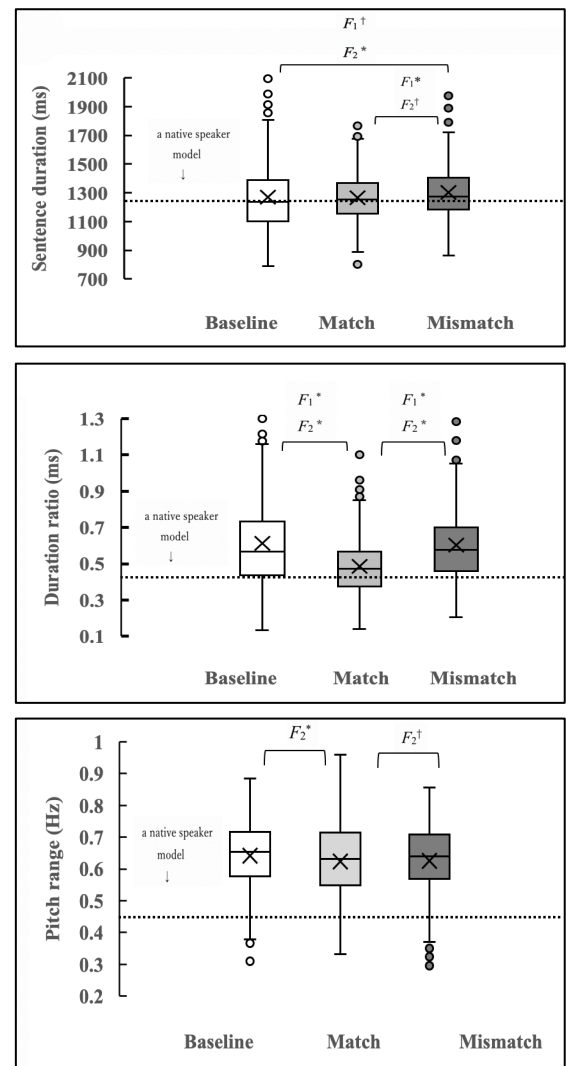 F₁†
F₂*
F₁*
F₂†
2100
1900
1700
1500
1300
1100
900
700
Sentence duration (ms)
a native speaker
model
↓
Baseline Match Mismatch
F₁* F₁*
F₂* F₂*
1.3
1.1
0.9
0.7
0.5
0.3
0.1
Duration ratio (ms)
a native speaker
model
↓
Baseline Match Mismatch
F₂* F₂†
1
0.9
0.8
0.7
0.6
0.5
0.4
0.3
0.2
Pitch range (Hz)
a native speaker
model
↓
Baseline Match Mismatch